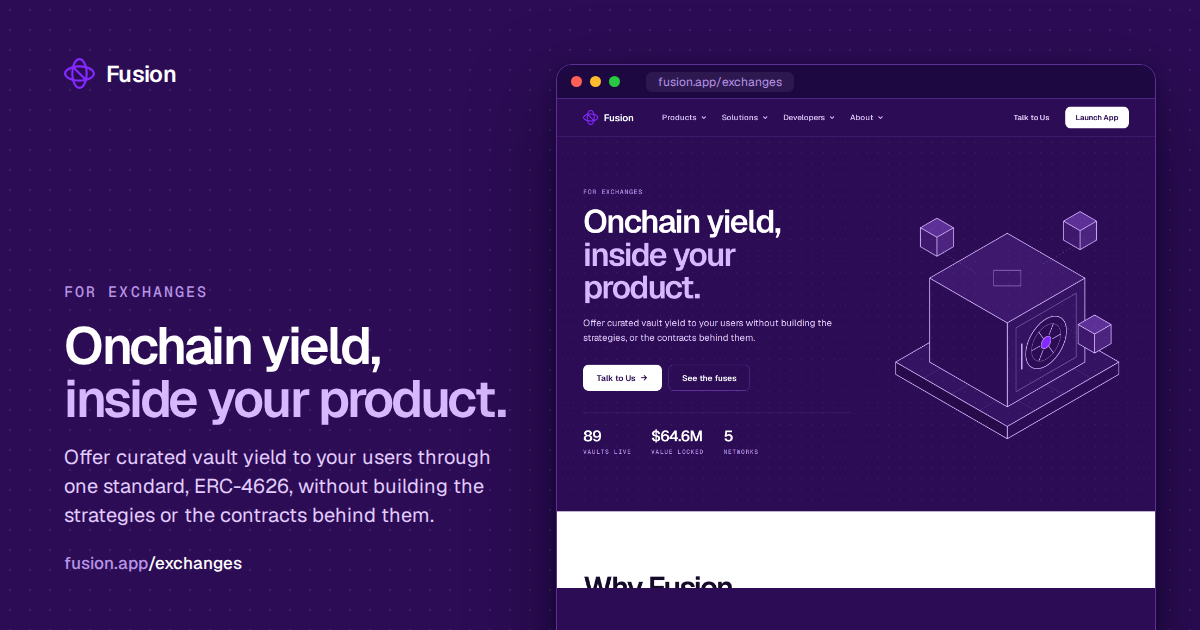 Fusion
FOR EXCHANGES
Onchain yield,
inside your product.
Offer curated vault yield to your users through
one standard, ERC-4626, without building the
strategies or the contracts behind them.
fusion.app/exchanges
fusion.app/exchanges
Fusion Products Solutions Developers About Talk to Us Launch App
FOR EXCHANGES
Onchain yield,
inside your
product.
Offer curated vault yield to your users without building the
strategies, or the contracts behind them.
Talk to Us → See the fuses
89 $64.6M 5
VAULTS LIVE VALUE LOCKED NETWORKS
Why Fusion